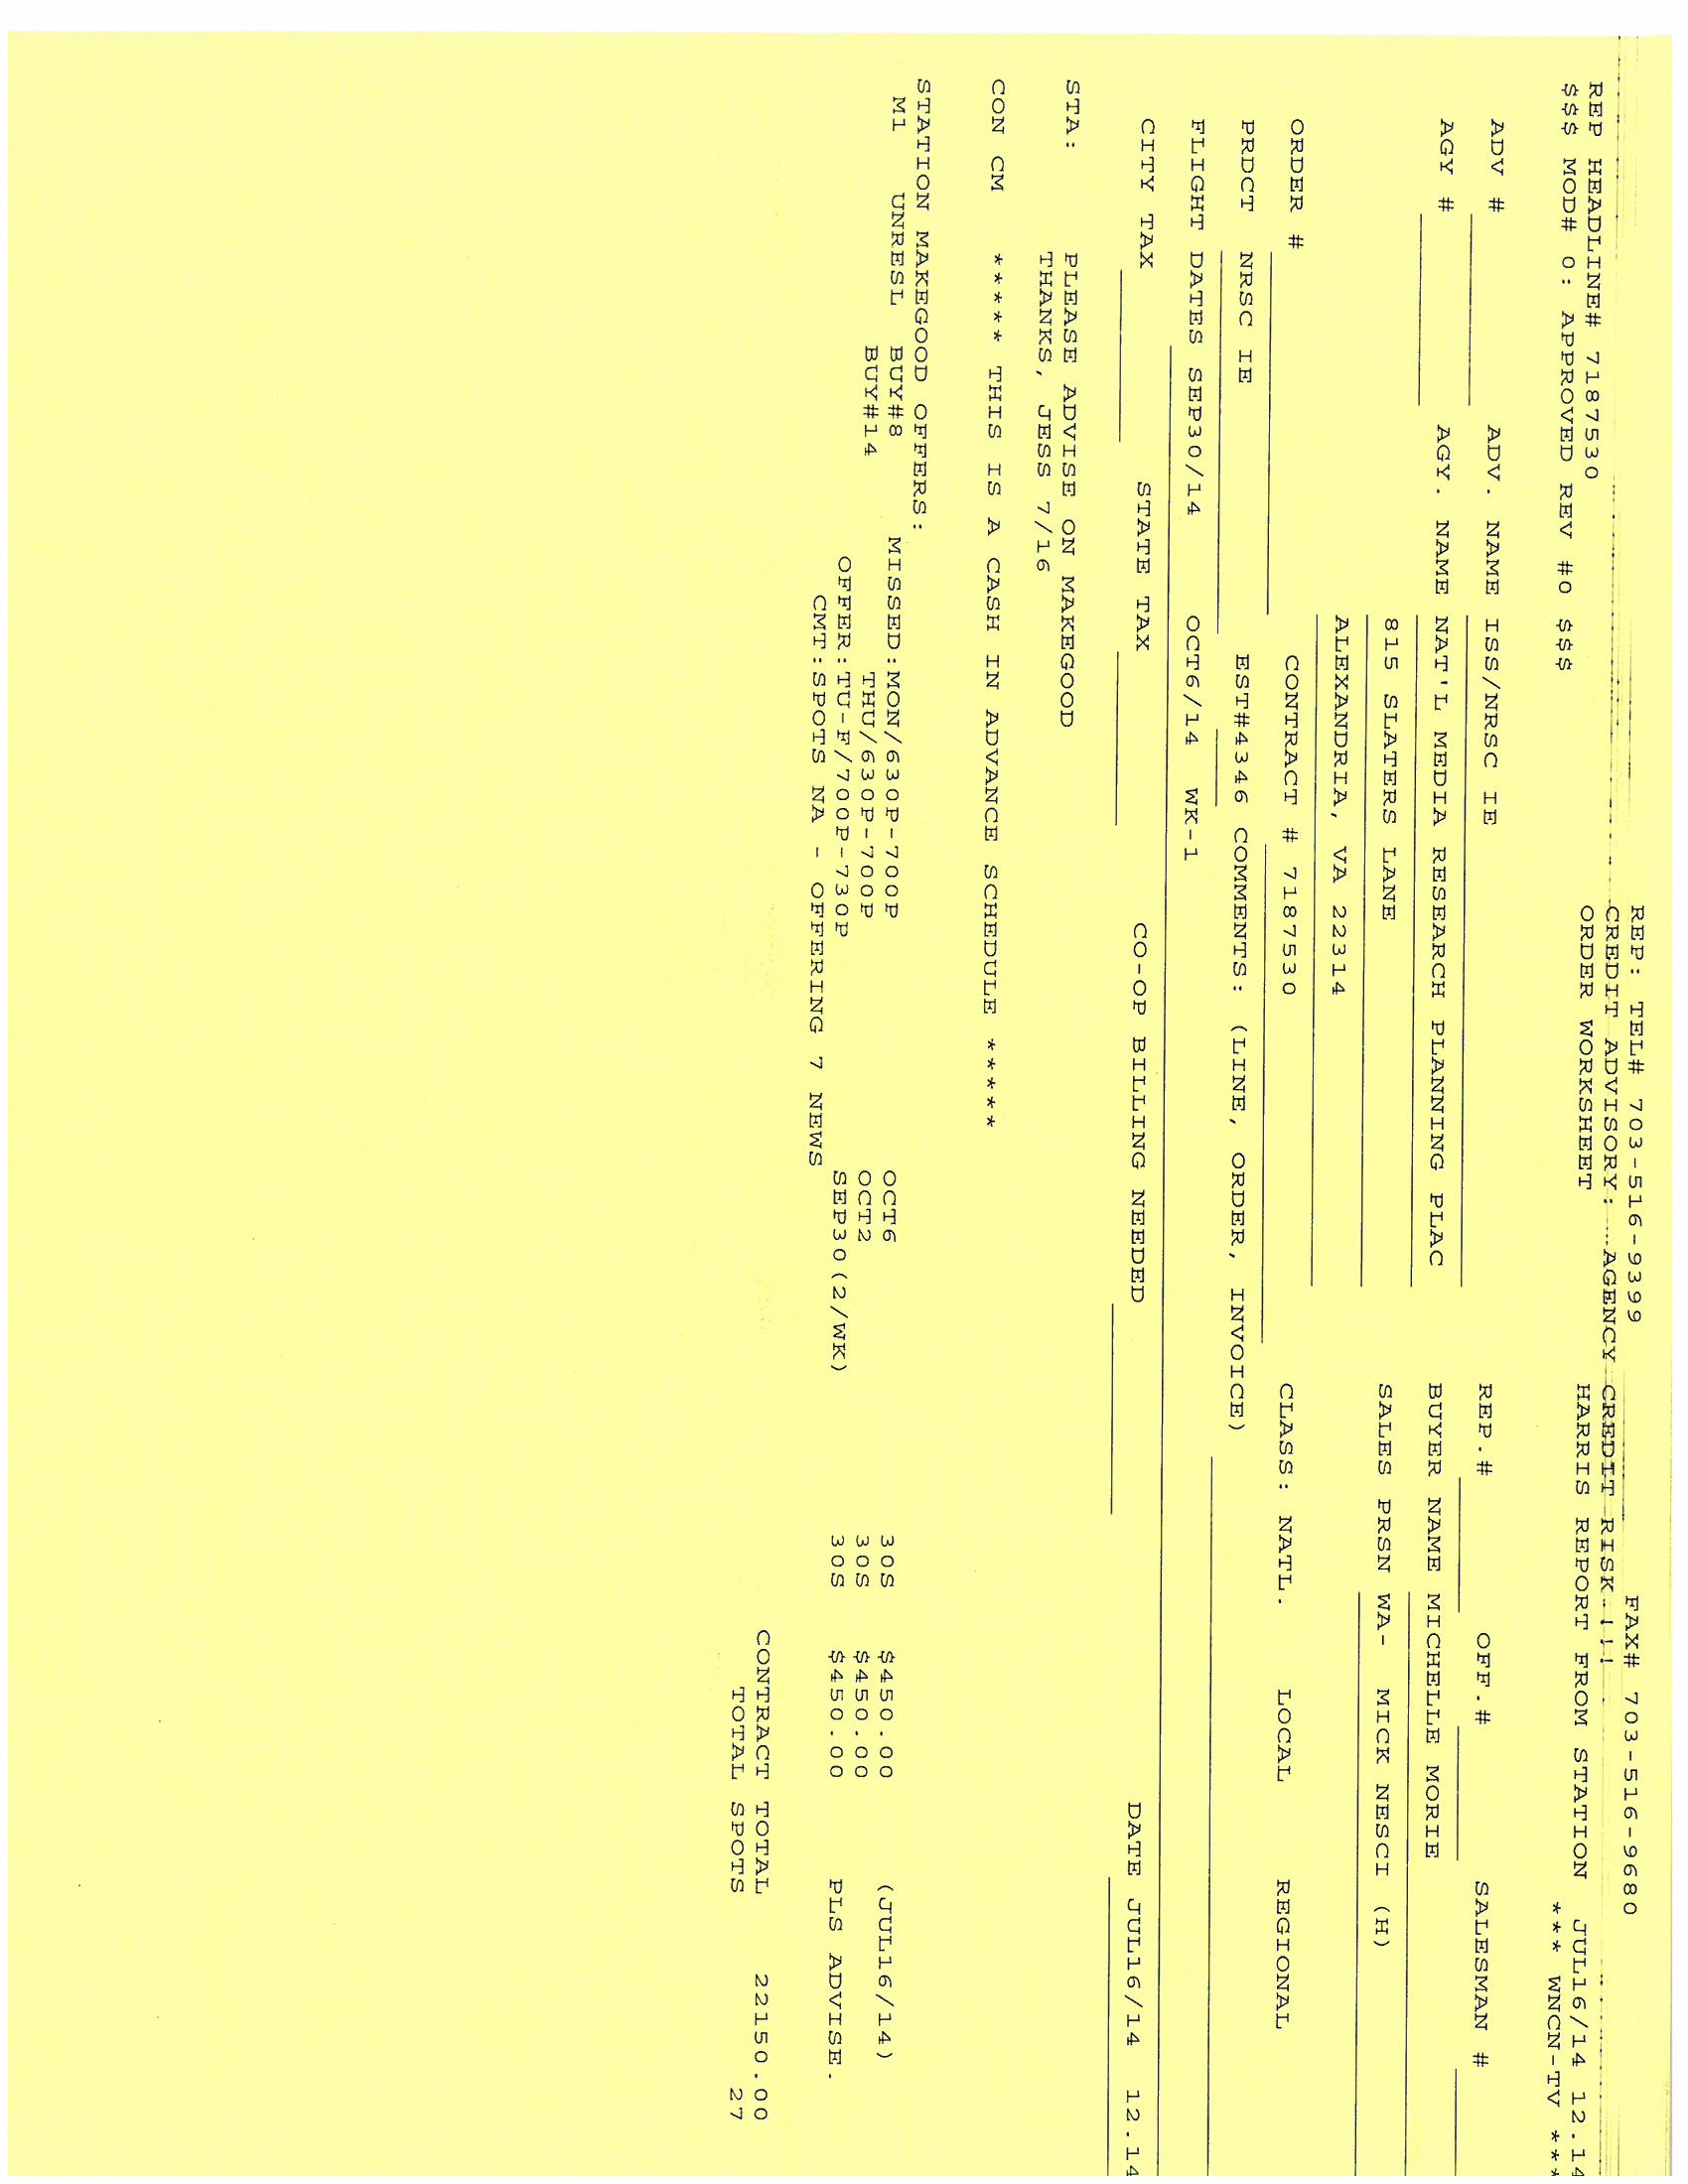 REP: TEL# 703-516-9399 FAX# 703-516-9680
CREDIT ADVISORY: AGENCY CREDIT RISK !!!
ORDER WORKSHEET HARRIS REPORT FROM STATION JUL16/14 12.14
REP HEADLINE# 7187530 *** WNCN-TV ***
$$$ MOD# 0: APPROVED REV #0 $$$
ADV # ADV. NAME ISS/NRSC IE REP.# OFF.# SALESMAN #
AGY # AGY. NAME NAT'L MEDIA RESEARCH PLANNING PLAC BUYER NAME MICHELLE MORIE
815 SLATERS LANE SALES PRSN WA- MICK NESCI (H)
ALEXANDRIA, VA 22314
ORDER # CONTRACT # 7187530 CLASS: NATL. LOCAL REGIONAL
PRDCT NRSC IE EST#4346 COMMENTS: (LINE, ORDER, INVOICE)
FLIGHT DATES SEP30/14 OCT6/14 WK-1
CITY TAX STATE TAX CO-OP BILLING NEEDED DATE JUL16/14 12.14
STA: PLEASE ADVISE ON MAKEGOOD
THANKS, JESS 7/16
CON CM ***** THIS IS A CASH IN ADVANCE SCHEDULE *****
STATION MAKEGOOD OFFERS:
M1 UNRESL BUY#8 MISSED:MON/630P-700P OCT6 30S $450.00 (JUL16/14)
BUY#14 THU/630P-700P OCT2 30S $450.00
OFFER:TU-F/700P-730P SEP30(2/WK) 30S $450.00 PLS ADVISE.
CMT:SPOTS NA - OFFERING 7 NEWS
CONTRACT TOTAL 22150.00
TOTAL SPOTS 27